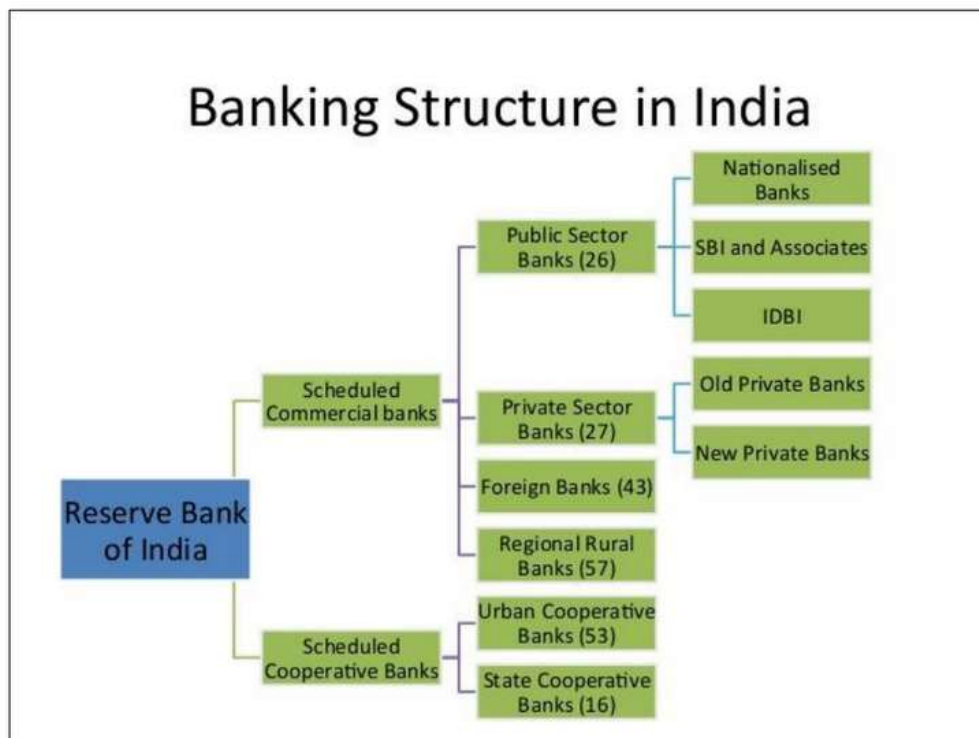 Banking Structure in India
Nationalised
Banks
Public Sector
Banks (26)
SBI and Associates
IDBI
Scheduled
Commercial banks
Private Sector
Banks (27)
Old Private Banks
New Private Banks
Foreign Banks (43)
Reserve Bank
of India
Regional Rural
Banks (57)
Scheduled
Cooperative Banks
Urban Cooperative
Banks (53)
State Cooperative
Banks (16)